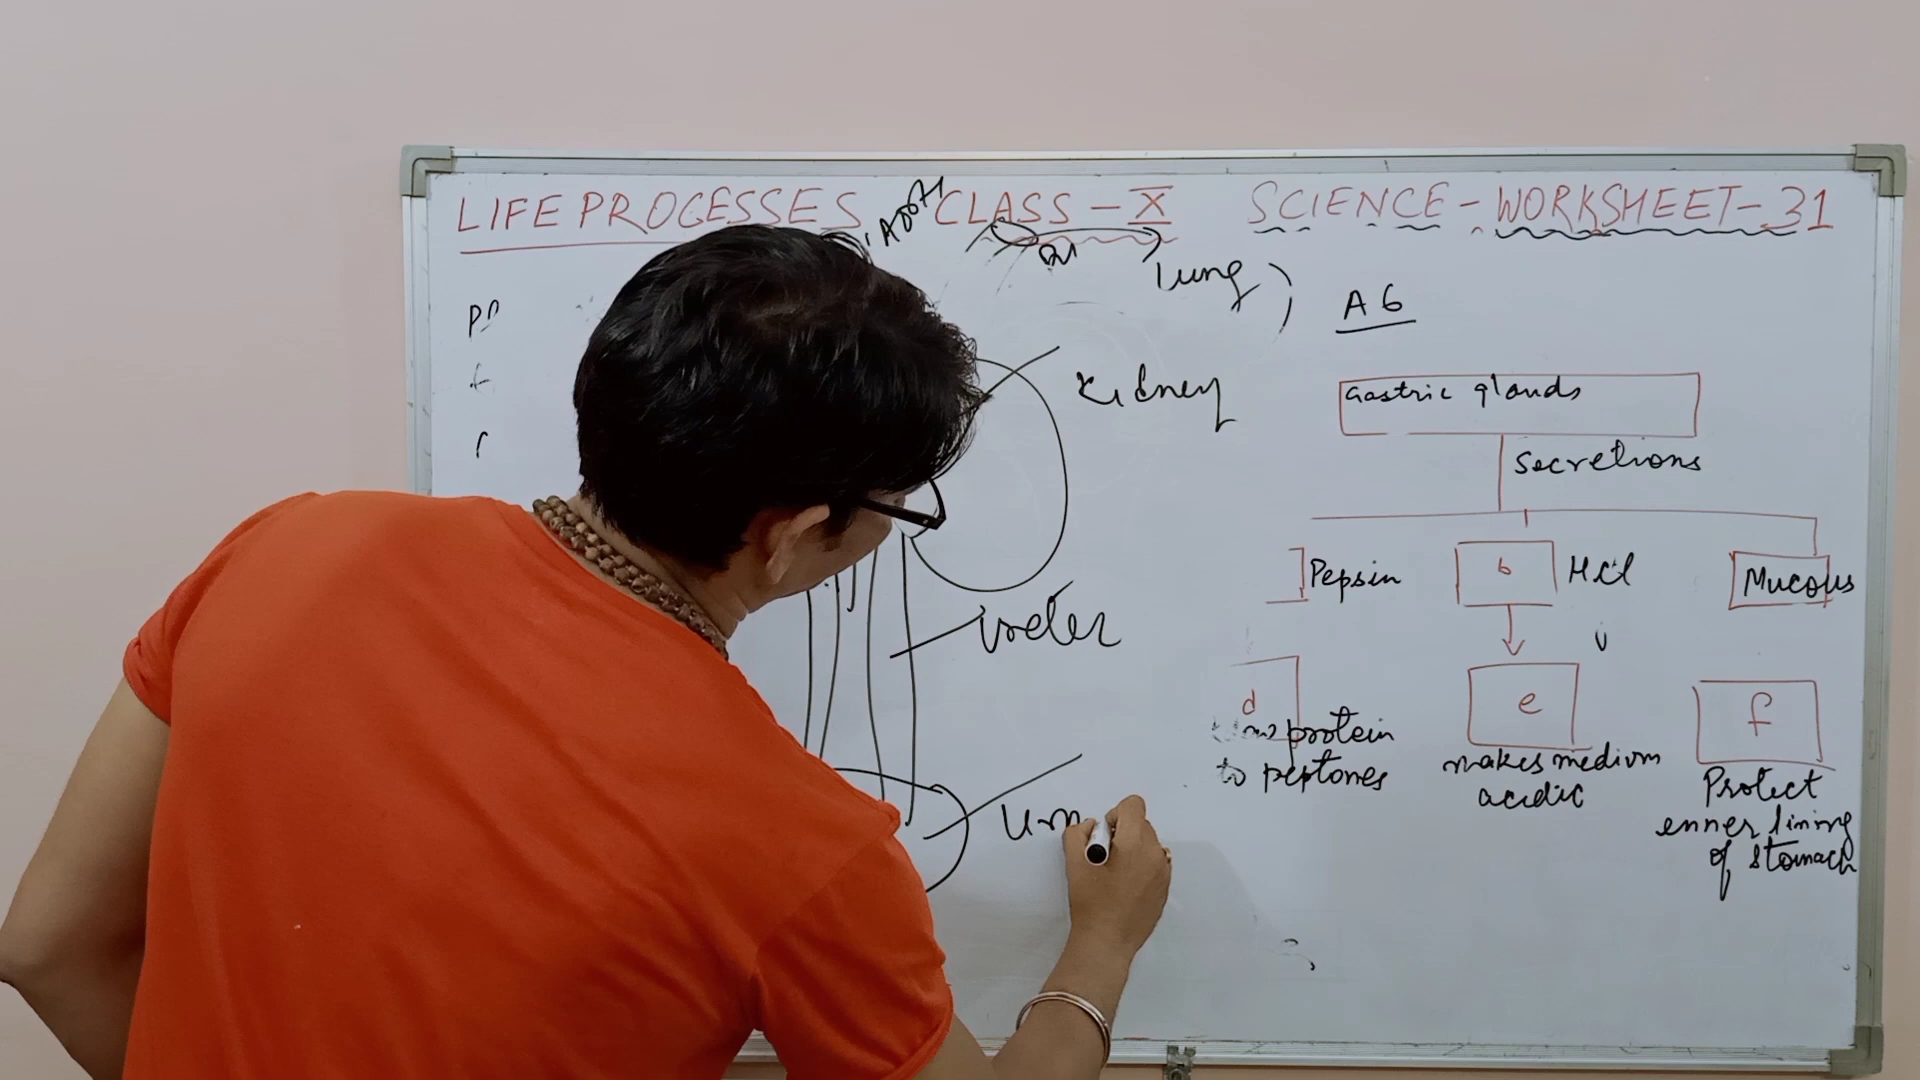 LIFE PROCESSES CLASS - X SCIENCE - WORKSHEET - 31
lung
Kidney
A 6
Gastric glands
Secretions
Pepsin
b HCl
Mucous
Ureter
d
e
f
protein
to peptones
makes medium
acidic
Protect
enner lining
of stomach